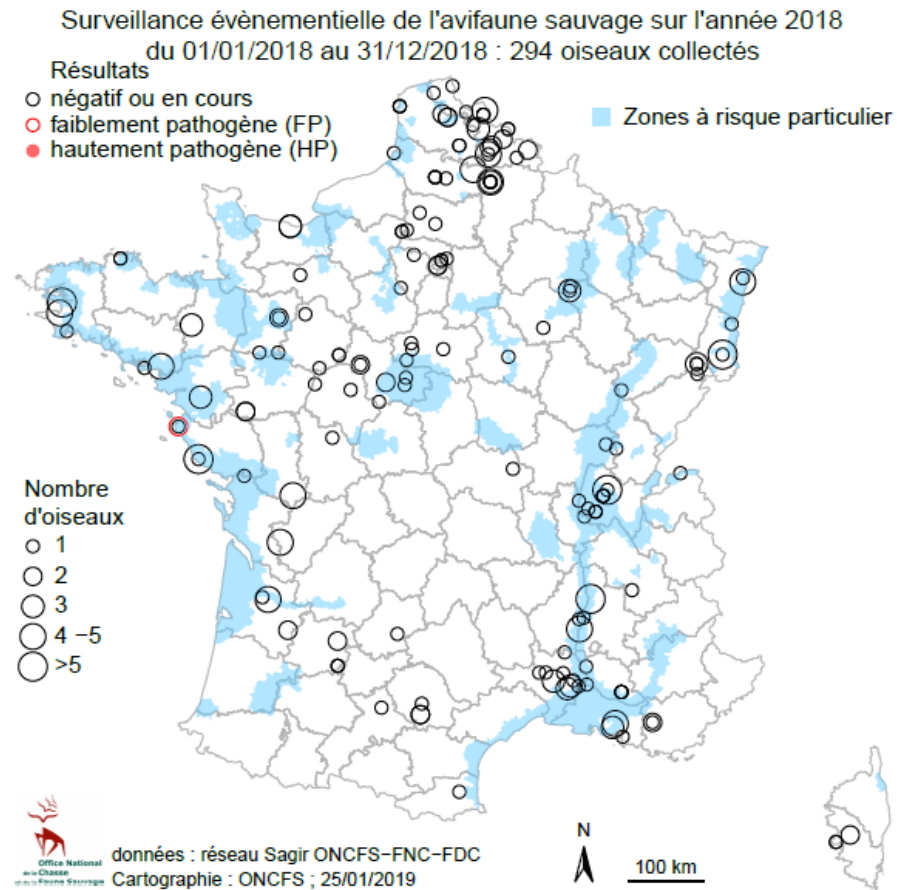 Surveillance évènementielle de l'avifaune sauvage sur l'année 2018
du 01/01/2018 au 31/12/2018 : 294 oiseaux collectés
Résultats
négatif ou en cours
faiblement pathogène (FP)
hautement pathogène (HP)
Zones à risque particulier
Nombre
d'oiseaux
1
2
3
4 −5
>5
N
100 km
Office National
de la Chasse
et de la Faune Sauvage
données : réseau Sagir ONCFS−FNC−FDC
Cartographie : ONCFS ; 25/01/2019